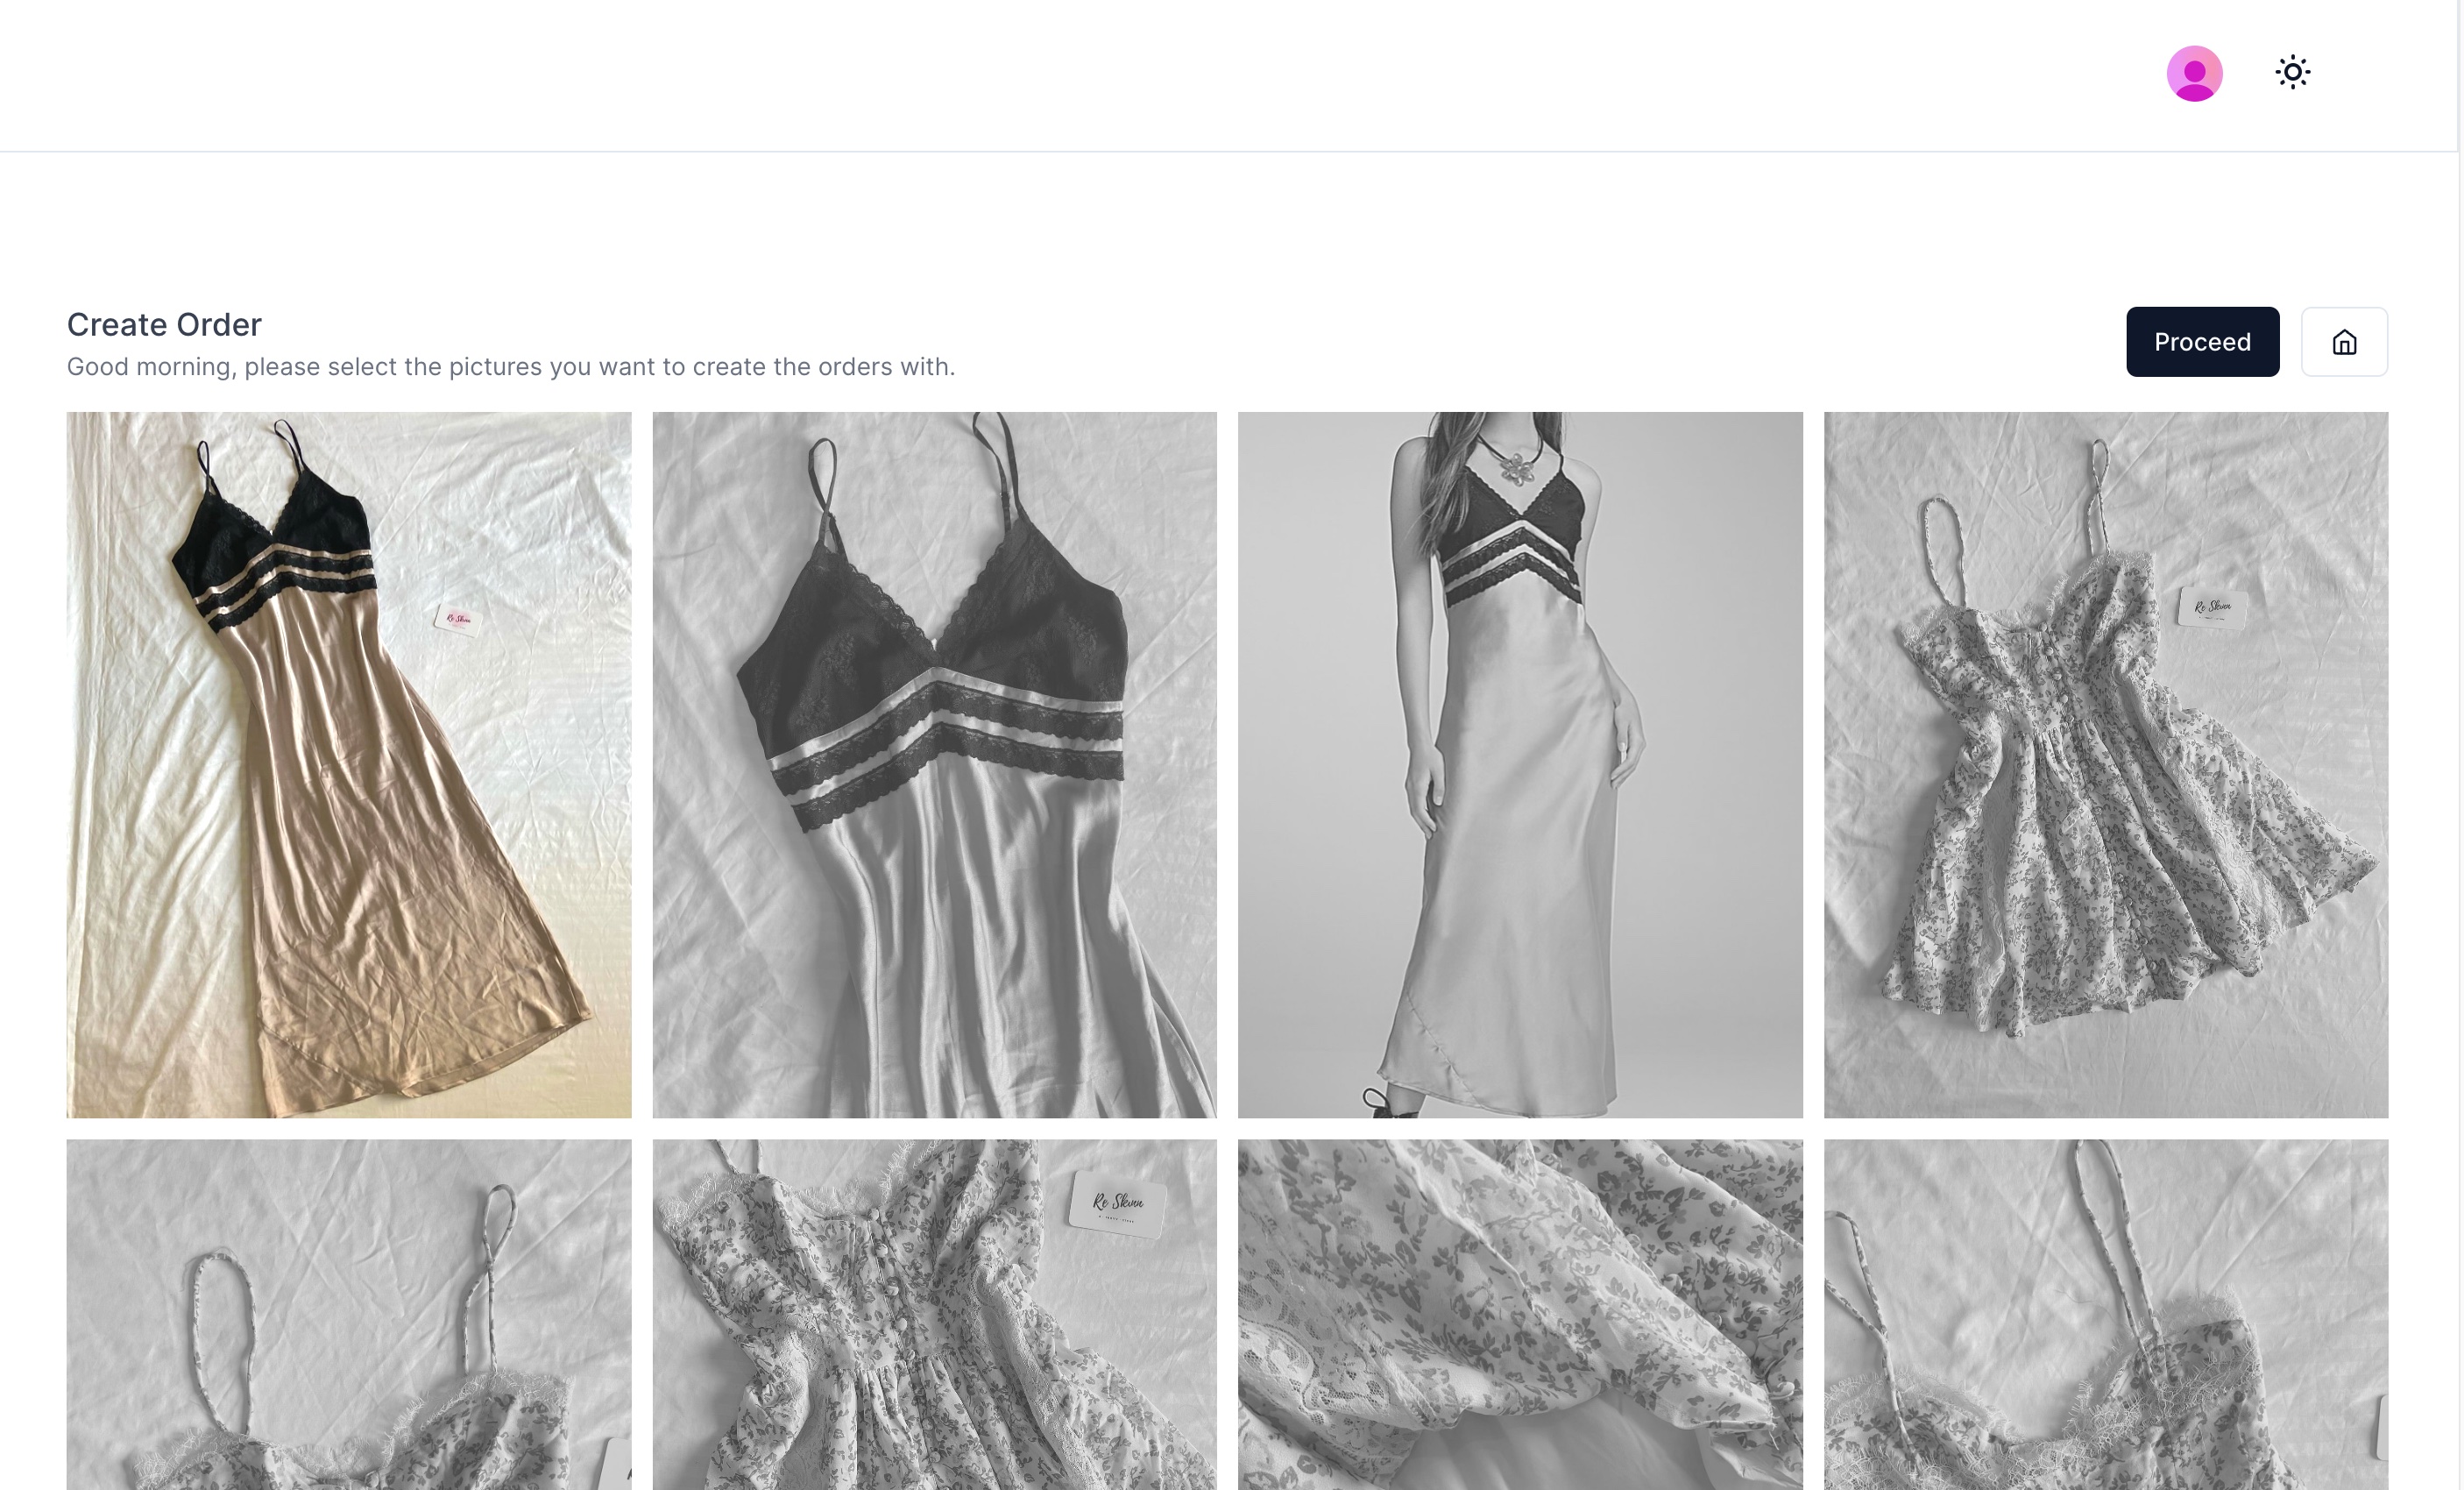 Create Order
Good morning, please select the pictures you want to create the orders with.
Proceed
Re Skinn
Re Skinn
Re Skinn